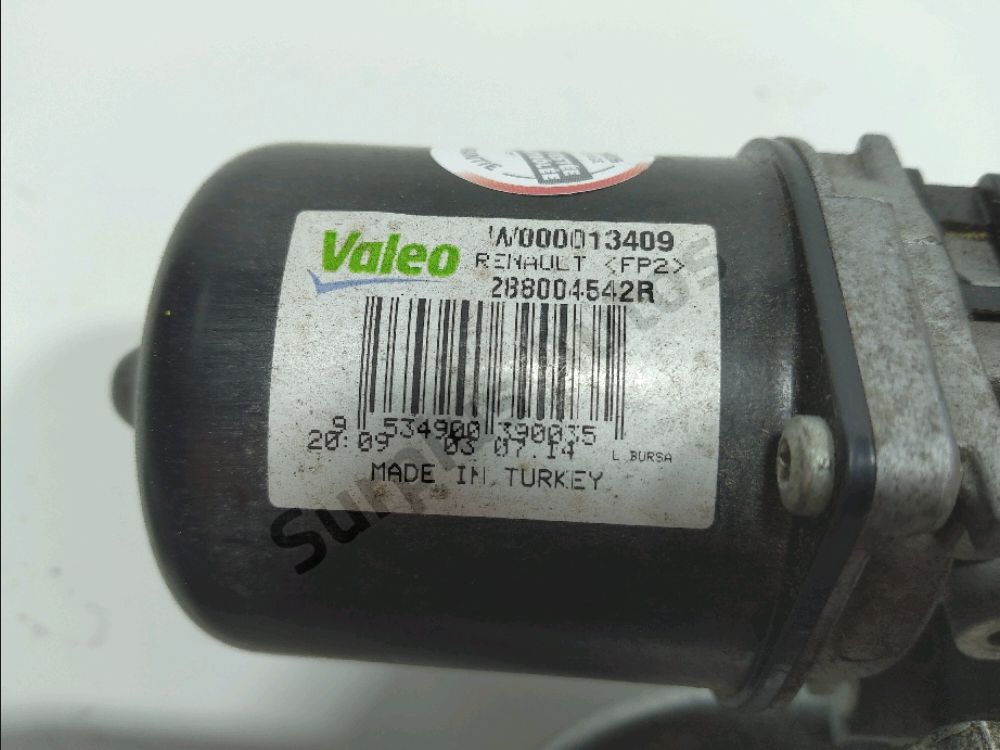 Valeo
W000013409
RENAULT <FP2>
288004542R
9 534900 390035
20:09 03.07.14 L BURSA
MADE IN TURKEY